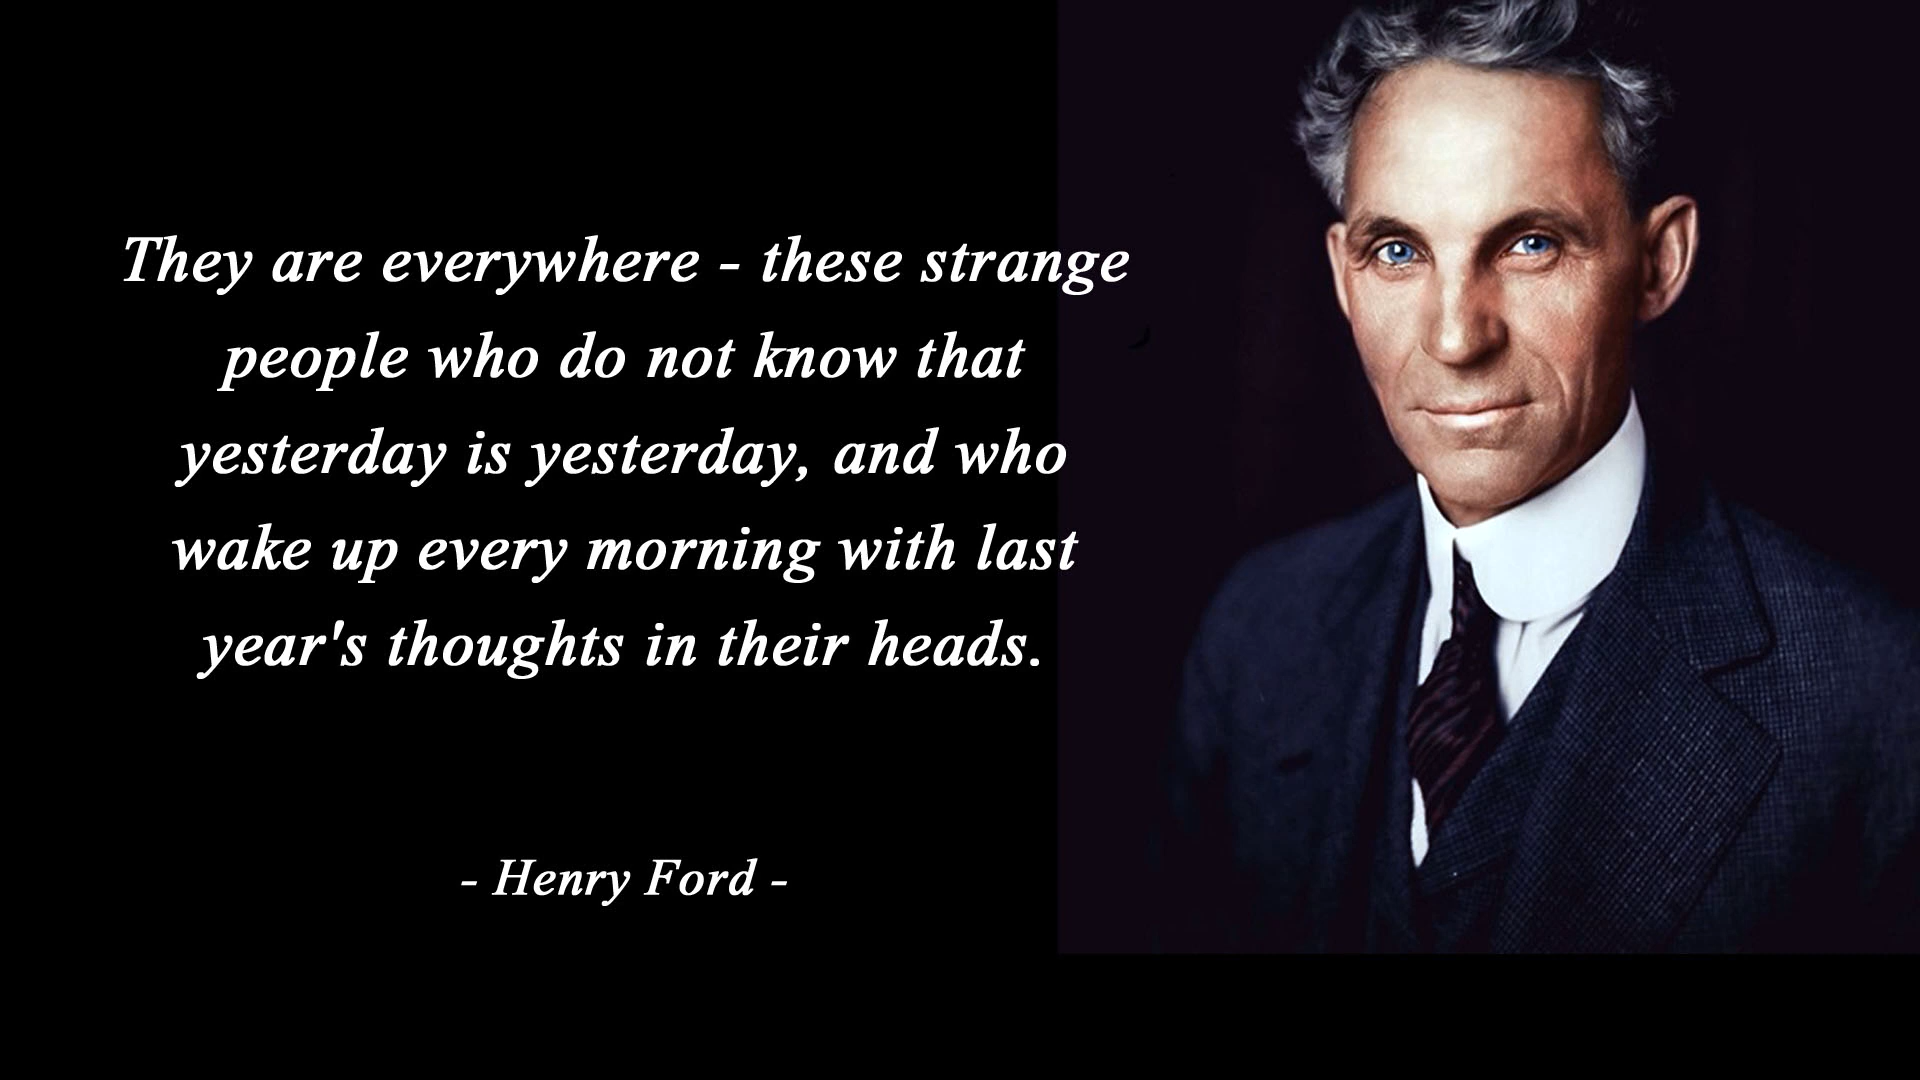 They are everywhere - these strange
people who do not know that
yesterday is yesterday, and who
wake up every morning with last
year's thoughts in their heads.
- Henry Ford -